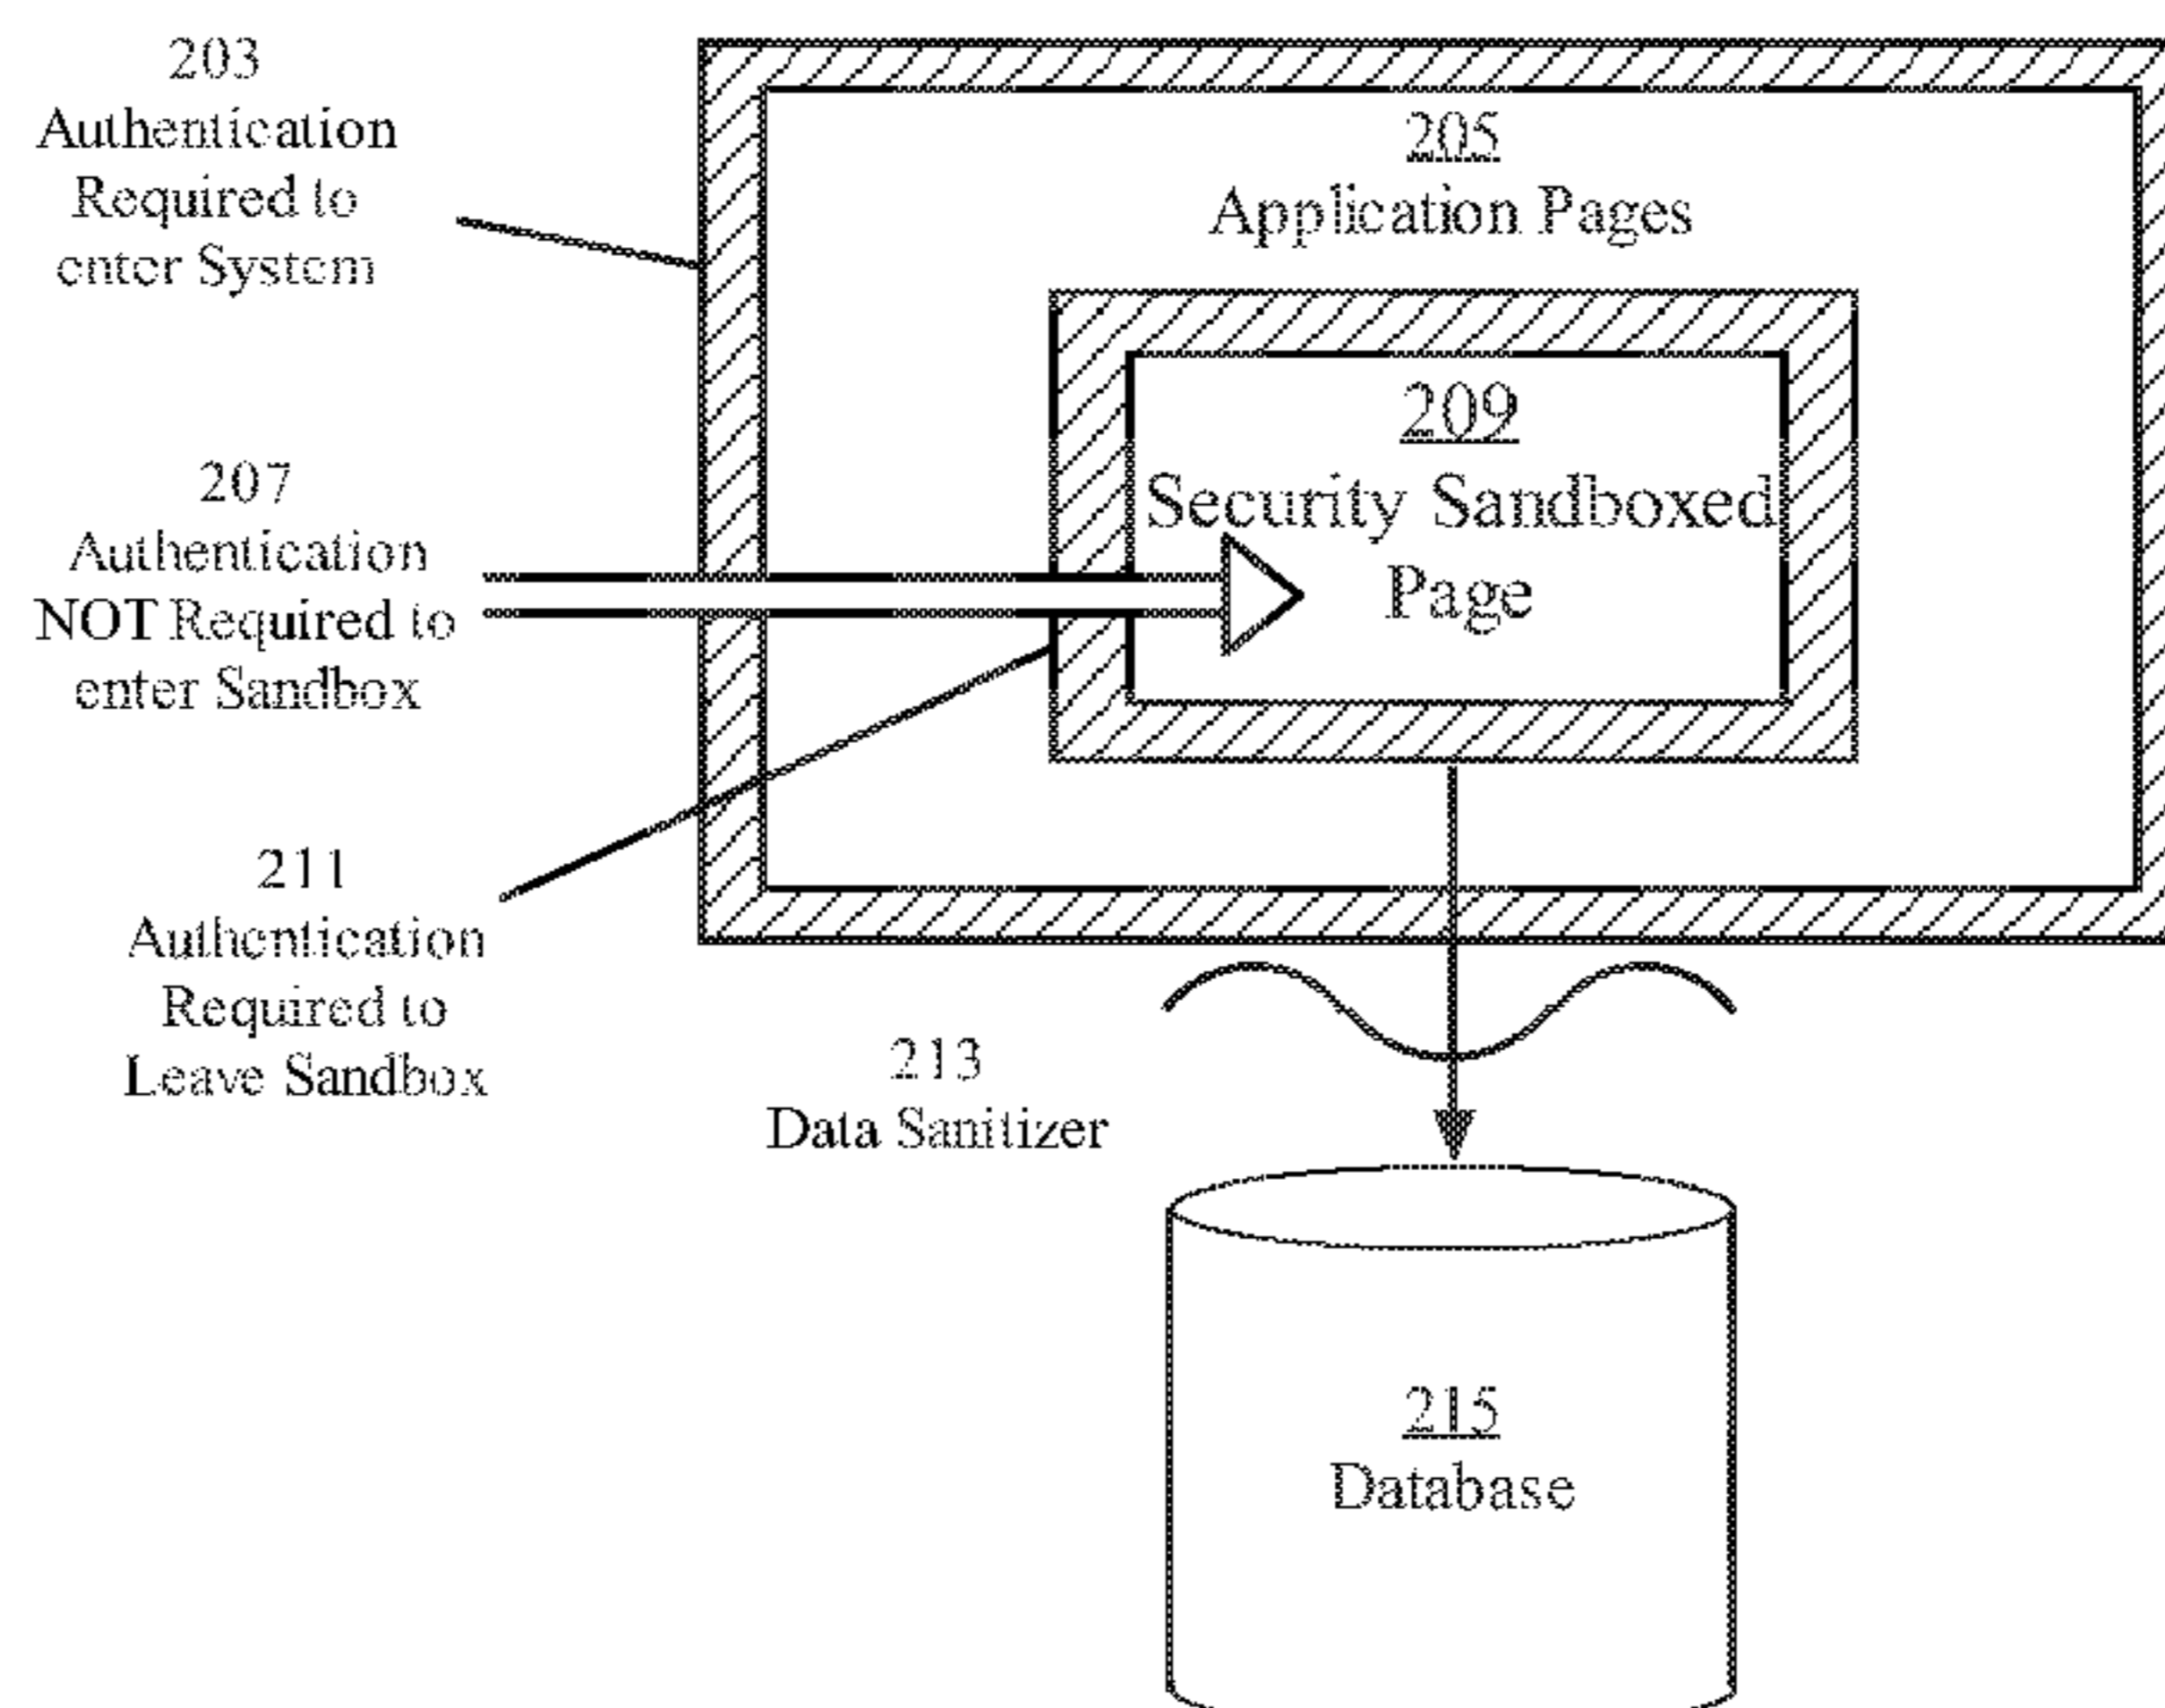 203
Authentication
Required to
enter System
205
Application Pages
207
Authentication
NOT Required to
enter Sandbox
209
Security Sandboxed
Page
211
Authentication
Required to
Leave Sandbox
213
Data Sanitizer
215
Database